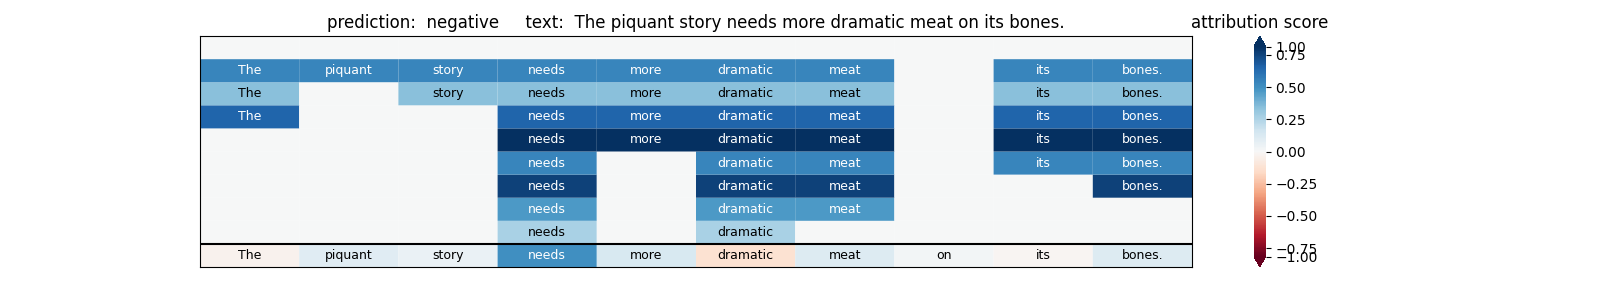 prediction: negative text: The piquant story needs more dramatic meat on its bones. attribution score
The piquant story needs more dramatic meat its bones.
The story needs more dramatic meat its bones.
The needs more dramatic meat its bones.
needs more dramatic meat its bones.
needs dramatic meat its bones.
needs dramatic meat bones.
needs dramatic meat
needs dramatic
The piquant story needs more dramatic meat on its bones.
1.00
0.75
0.50
0.25
0.00
−0.25
−0.50
−0.75
−1.00